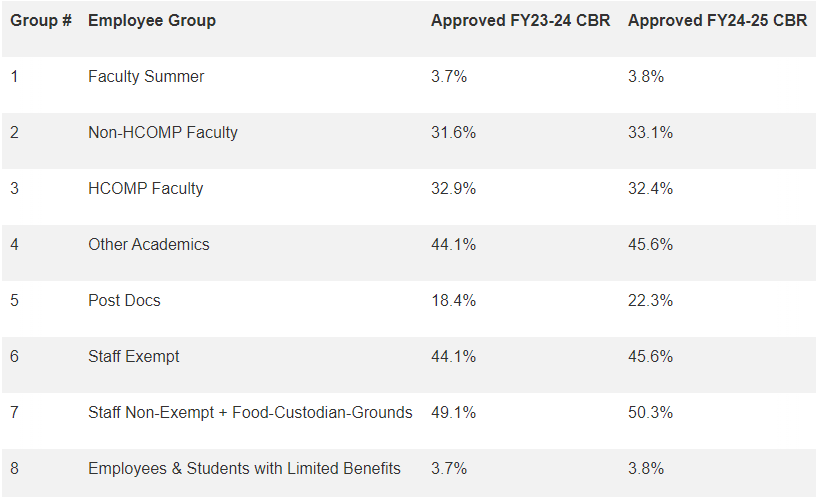 Group # Employee Group Approved FY23-24 CBR Approved FY24-25 CBR
1 Faculty Summer 3.7% 3.8%
2 Non-HCOMP Faculty 31.6% 33.1%
3 HCOMP Faculty 32.9% 32.4%
4 Other Academics 44.1% 45.6%
5 Post Docs 18.4% 22.3%
6 Staff Exempt 44.1% 45.6%
7 Staff Non-Exempt + Food-Custodian-Grounds 49.1% 50.3%
8 Employees & Students with Limited Benefits 3.7% 3.8%